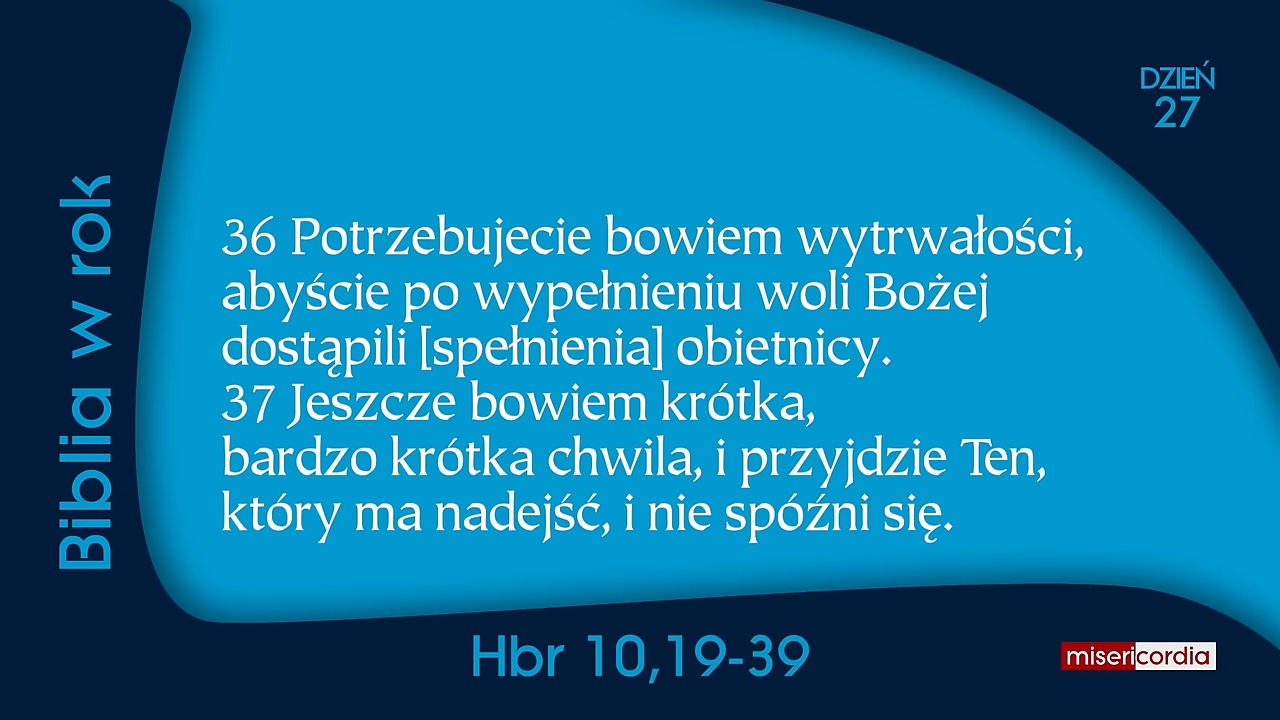 DZIEŃ
27
Biblia w rok
36 Potrzebujecie bowiem wytrwałości,
abyście po wypełnieniu woli Bożej
dostąpili [spełnienia] obietnicy.
37 Jeszcze bowiem krótka,
bardzo krótka chwila, i przyjdzie Ten,
który ma nadejść, i nie spóźni się.
Hbr 10,19-39
misericordia